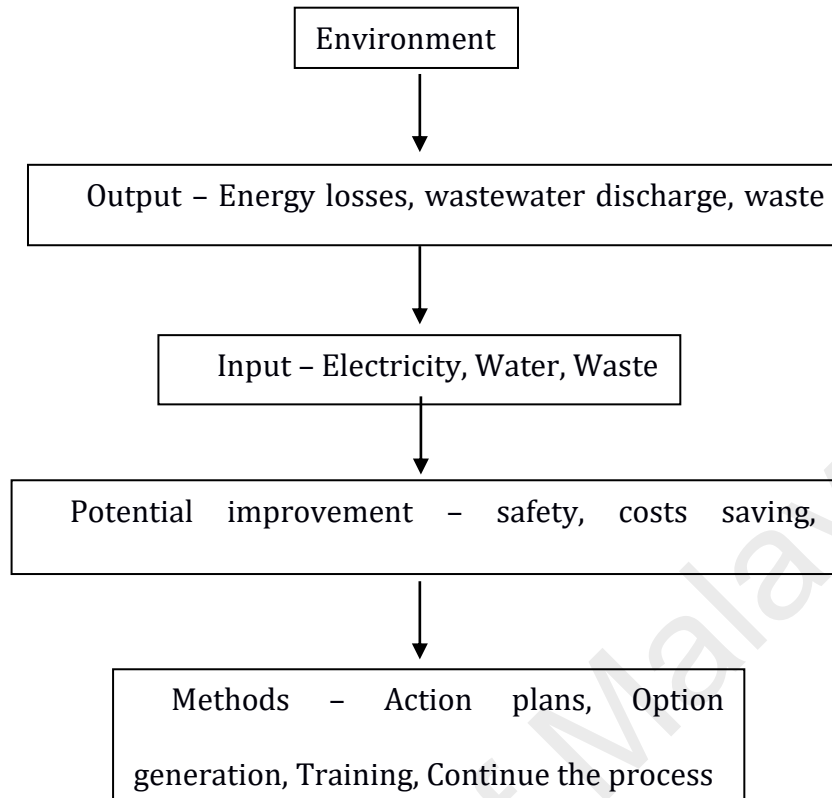 Environment
Output – Energy losses, wastewater discharge, waste
Input – Electricity, Water, Waste
Potential improvement – safety, costs saving,
Methods – Action plans, Option
generation, Training, Continue the process
Malay